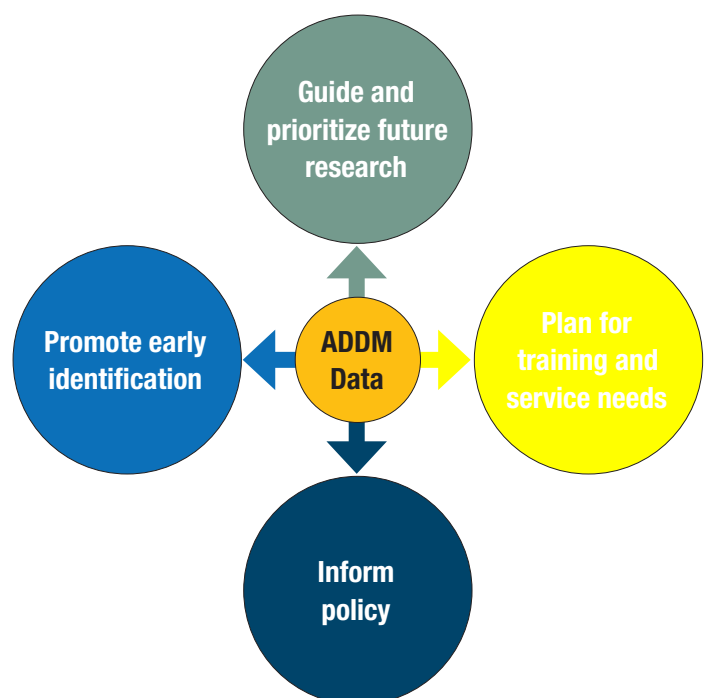 Guide and
prioritize future
research
Promote early
identification
ADDM
Data
Plan for
training and
service needs
Inform
policy